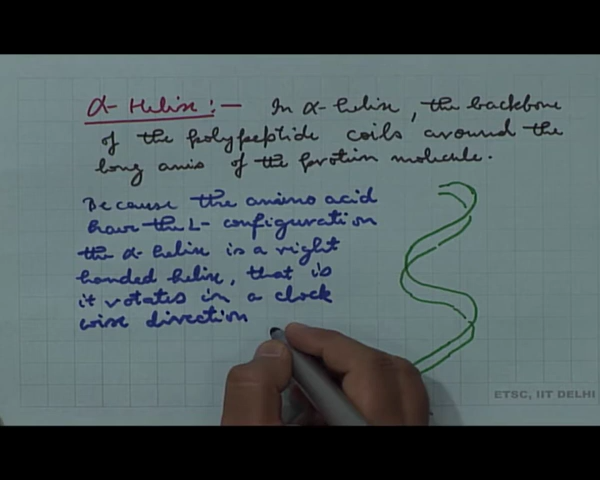 α- Helix :- In α-helix, the backbone
of the polypeptide coils around the
long axis of the protein molecule.
Because the amino acid
have the L- configuration
the α-helix is a right
handed helix, that is
it rotates in a clock
wise direction
ETSC, IIT DELHI